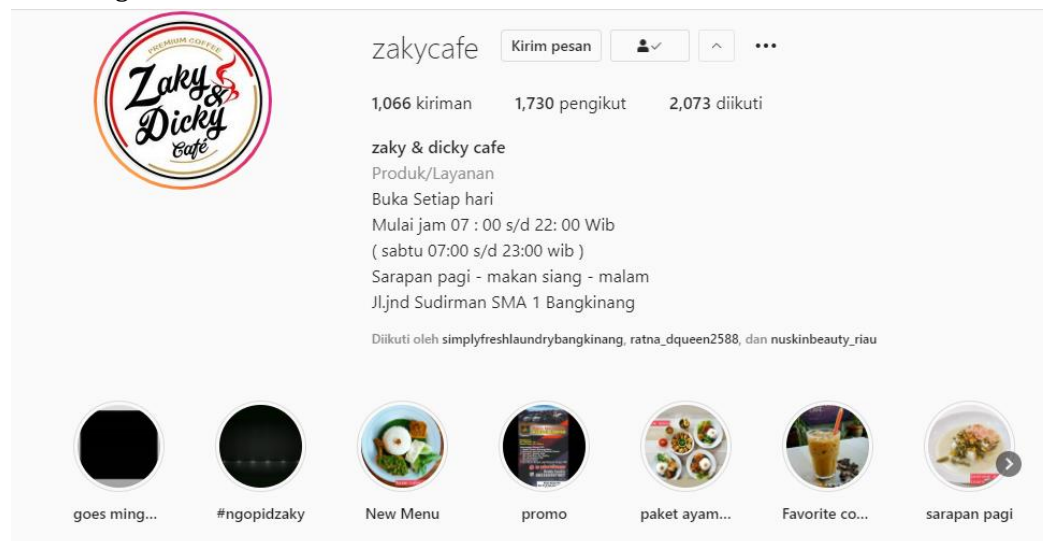 PREMIUM COFFEE
Zaky
&
Dicky
Café
zakycafe Kirim pesan
1,066 kiriman 1,730 pengikut 2,073 diikuti
zaky & dicky cafe
Produk/Layanan
Buka Setiap hari
Mulai jam 07 : 00 s/d 22: 00 Wib
( sabtu 07:00 s/d 23:00 wib )
Sarapan pagi - makan siang - malam
Jl.jnd Sudirman SMA 1 Bangkinang
Diikuti oleh simplyfreshlaundrybangkinang, ratna_dqueen2588, dan nuskinbeauty_riau
goes ming... #ngopidzaky New Menu promo paket ayam... Favorite co... sarapan pagi